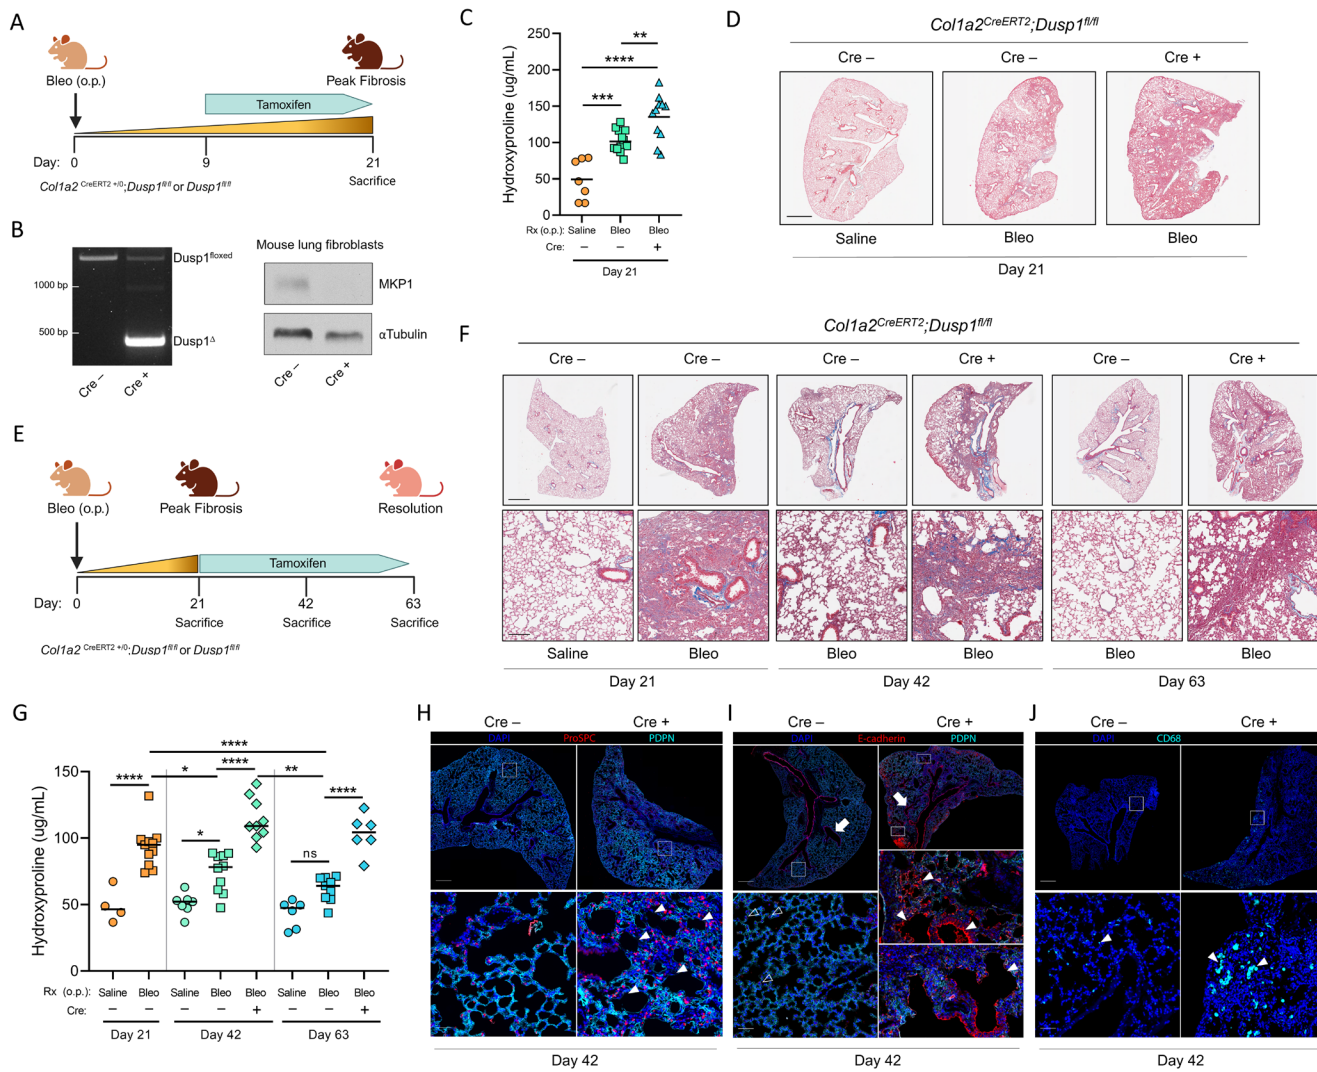 A
Bleo (o.p.)
Peak Fibrosis
Tamoxifen
Day: 0 9 21
Sacrifice
Col1a2 CreERT2 +/0;Dusp1fl/fl or Dusp1fl/fl
B
Mouse lung fibroblasts
Dusp1floxed
1000 bp
500 bp
Dusp1Δ
Cre – Cre +
MKP1
αTubulin
Cre – Cre +
C
Hydroxyproline (ug/mL)
250
200
150
100
50
0
**
****
***
Rx (o.p.): Saline Bleo Bleo
Cre: – – +
Day 21
D
Col1a2CreERT2;Dusp1fl/fl
Cre – Cre – Cre +
Saline Bleo Bleo
Day 21
E
Bleo (o.p.) Peak Fibrosis Resolution
Tamoxifen
Day: 0 21 42 63
Sacrifice Sacrifice Sacrifice
Col1a2 CreERT2 +/0;Dusp1fl/fl or Dusp1fl/fl
F
Col1a2CreERT2;Dusp1fl/fl
Cre – Cre – Cre – Cre + Cre – Cre +
Saline Bleo Bleo Bleo Bleo Bleo
Day 21 Day 42 Day 63
G
Hydroxyproline (ug/mL)
150
100
50
0
****
**** * **** **
****
*
ns
Rx (o.p.): Saline Bleo Saline Bleo Bleo Saline Bleo Bleo
Cre: – – – – + – – +
Day 21 Day 42 Day 63
H
Cre – Cre +
DAPI ProSPC PDPN
Day 42
I
Cre – Cre +
DAPI E-cadherin PDPN
Day 42
J
Cre – Cre +
DAPI CD68
Day 42